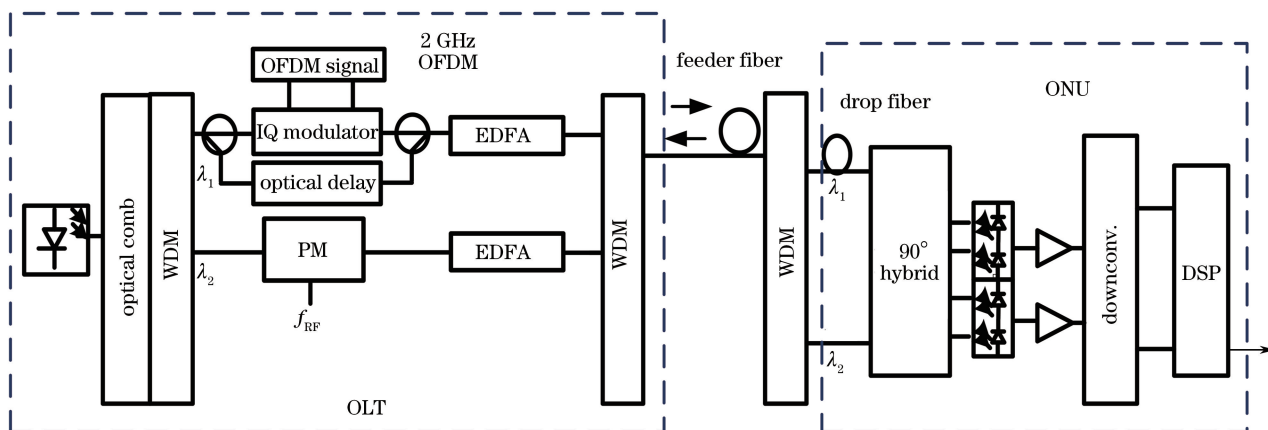 2 GHz
OFDM
OFDM signal
IQ modulator
optical delay
EDFA
λ1
optical comb
WDM
PM
EDFA
λ2
fRF
WDM
OLT
feeder fiber
WDM
drop fiber
ONU
λ1
λ2
90°
hybrid
downconv.
DSP